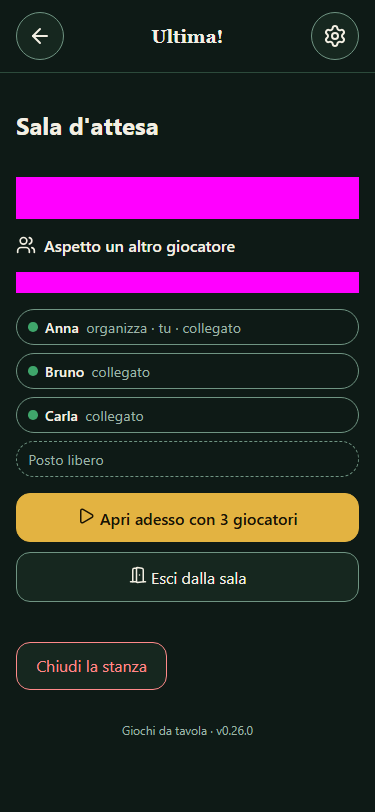 Ultima!
Sala d'attesa
Aspetto un altro giocatore
Anna organizza · tu · collegato
Bruno collegato
Carla collegato
Posto libero
Apri adesso con 3 giocatori
Esci dalla sala
Chiudi la stanza
Giochi da tavola · v0.26.0